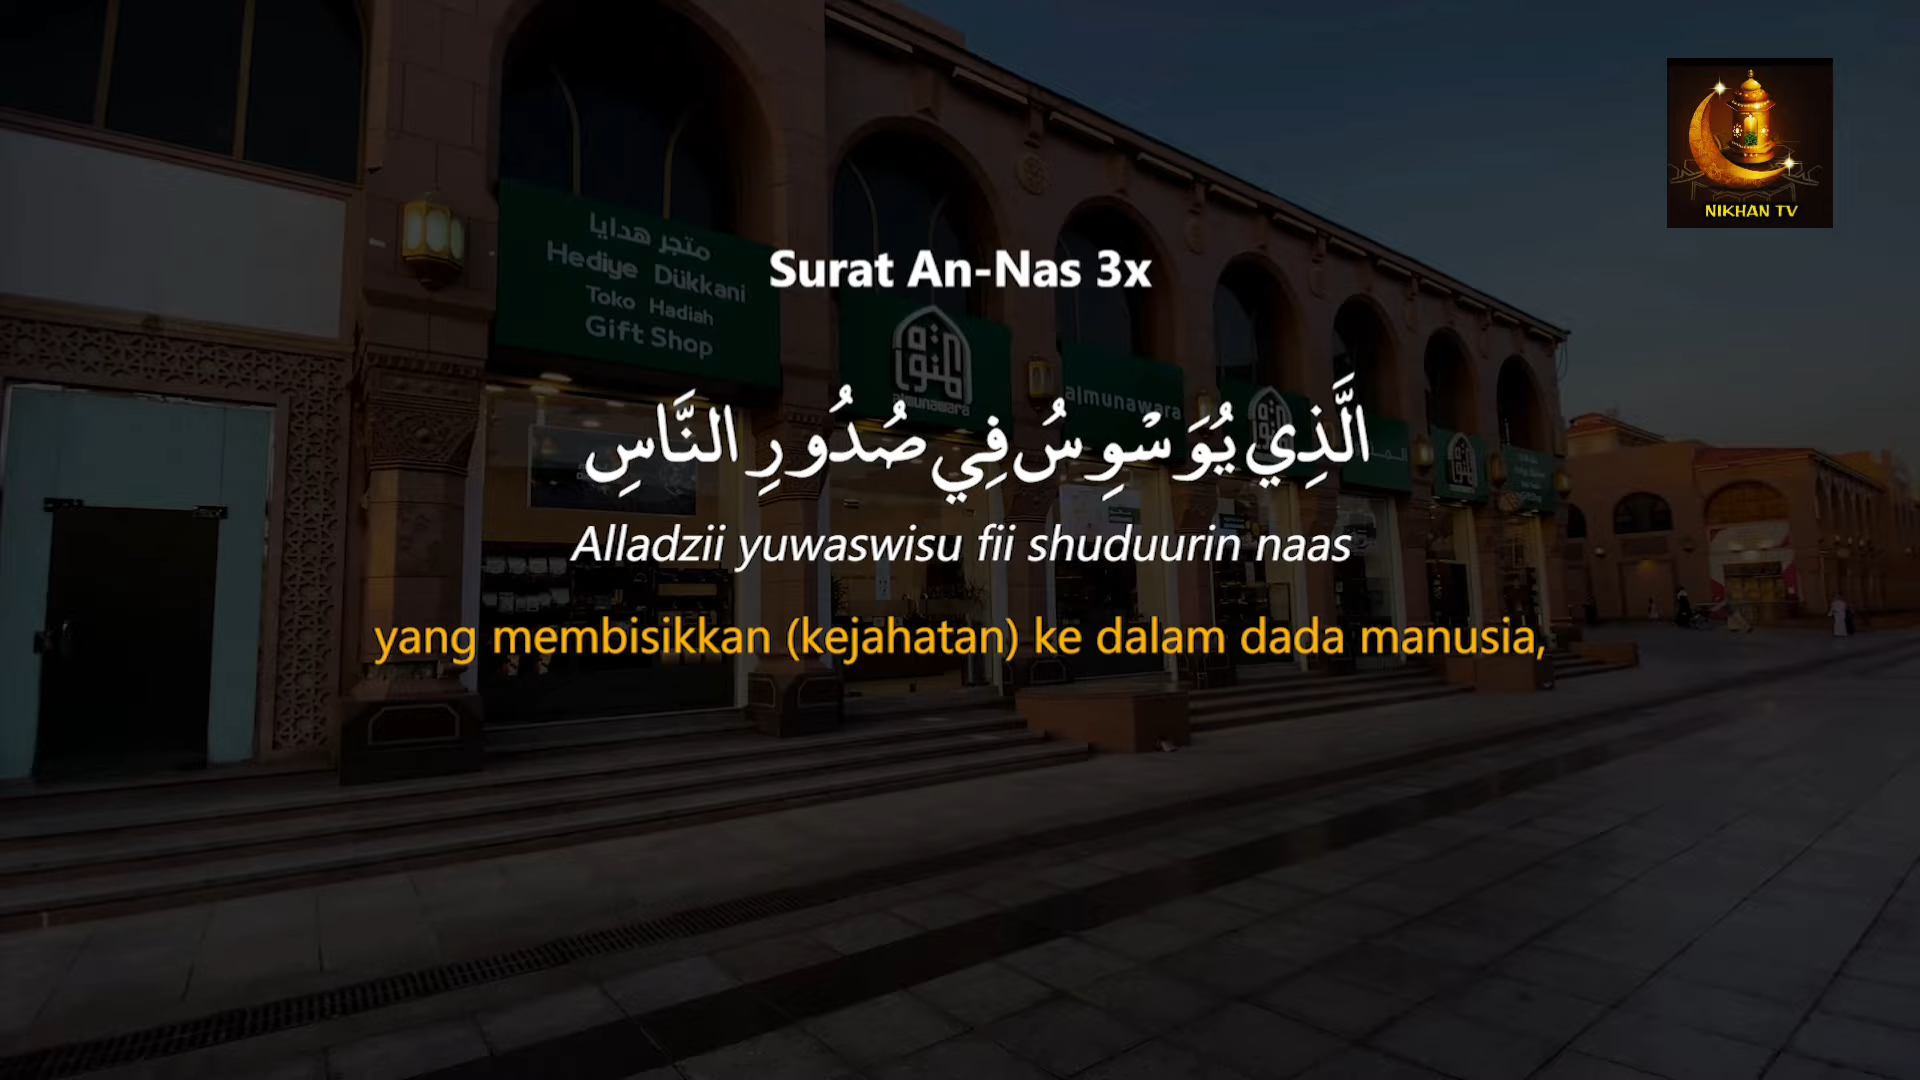 NIKHAN TV
متجر هدايا
Hediye Dükkani
Toko Hadiah
Gift Shop
Surat An-Nas 3x
almunawara
almunawara
الَّذِي يُوَسْوِسُ فِي صُدُورِ النَّاسِ
Alladzii yuwaswisu fii shuduurin naas
yang membisikkan (kejahatan) ke dalam dada manusia,